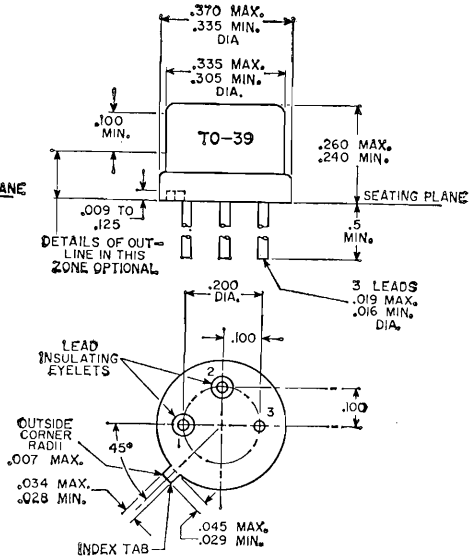 .370 MAX.
.335 MIN.
DIA
.335 MAX.
.305 MIN.
DIA.
.100
MIN.
TO-39
.260 MAX.
.240 MIN.
ANE
SEATING PLANE
.009 TO
.125
.5
MIN.
DETAILS OF OUT-
LINE IN THIS
ZONE OPTIONAL
.200
DIA.
3 LEADS
.019 MAX.
.016 MIN.
DIA.
.100
LEAD
INSULATING
EYELETS
2
3
.100
OUTSIDE
CORNER
RADII
.007 MAX.
45°
.034 MAX.
.028 MIN.
.045 MAX.
.029 MIN.
INDEX TAB